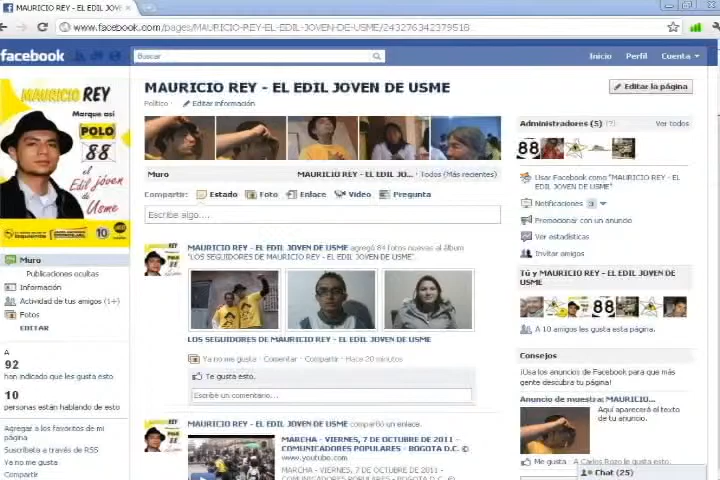 MAURICIO REY - EL EDIL JOVEN DE USME
www.facebook.com/pages/MAURICIO-REY-EL-EDIL-JOVEN-DE-USME/243276342379518
facebook
Buscar
Inicio Perfil Cuenta
MAURICIO REY
Marque así
POLO
88
el
Edil joven
de
Usme
10
MAURICIO REY - EL EDIL JOVEN DE USME
Político · Editar información
Editar la página
Muro MAURICIO REY - EL EDIL JO... · Todos (Más recientes)
Compartir: Estado Foto Enlace Vídeo Pregunta
Escribe algo...
MAURICIO REY - EL EDIL JOVEN DE USME agregó 84 fotos nuevas al álbum
"LOS SEGUIDORES DE MAURICIO REY - EL EDIL JOVEN DE USME".
LOS SEGUIDORES DE MAURICIO REY - EL EDIL JOVEN DE USME
Ya no me gusta · Comentar · Compartir · Hace 20 minutos
Te gusta esto.
Escribe un comentario...
MAURICIO REY - EL EDIL JOVEN DE USME compartió un enlace.
MARCHA - VIERNES, 7 DE OCTUBRE DE 2011 -
COMUNICADORES POPULARES - BOGOTA D.C. ©
www.youtube.com
MARCHA - VIERNES, 7 DE OCTUBRE DE 2011 -
COMUNICADORES POPULARES - BOGOTA D.C. ©
Muro
Publicaciones ocultas
Información
Actividad de tus amigos (1+)
Fotos
EDITAR
A
92
han indicado que les gusta esto
10
personas están hablando de esto
Agregar a los favoritos de mi
página
Suscríbete a través de RSS
Ya no me gusta
Compartir
Administradores (5) [?] Ver todos
88
Usar Facebook como "MAURICIO REY - EL
EDIL JOVEN DE USME"
Notificaciones 3
Promocionar con un anuncio
Ver estadísticas
Invitar amigos
Tú y MAURICIO REY - EL EDIL JOVEN DE
USME
88
A 10 amigos les gusta esta página.
Consejos
¡Usa los anuncios de Facebook para que más
gente descubra tu página!
Anuncio de muestra: MAURICIO...
Aquí aparecerá el texto
de tu anuncio.
Me gusta · A Carlos Rozo le gusta esto.
Chat (25)